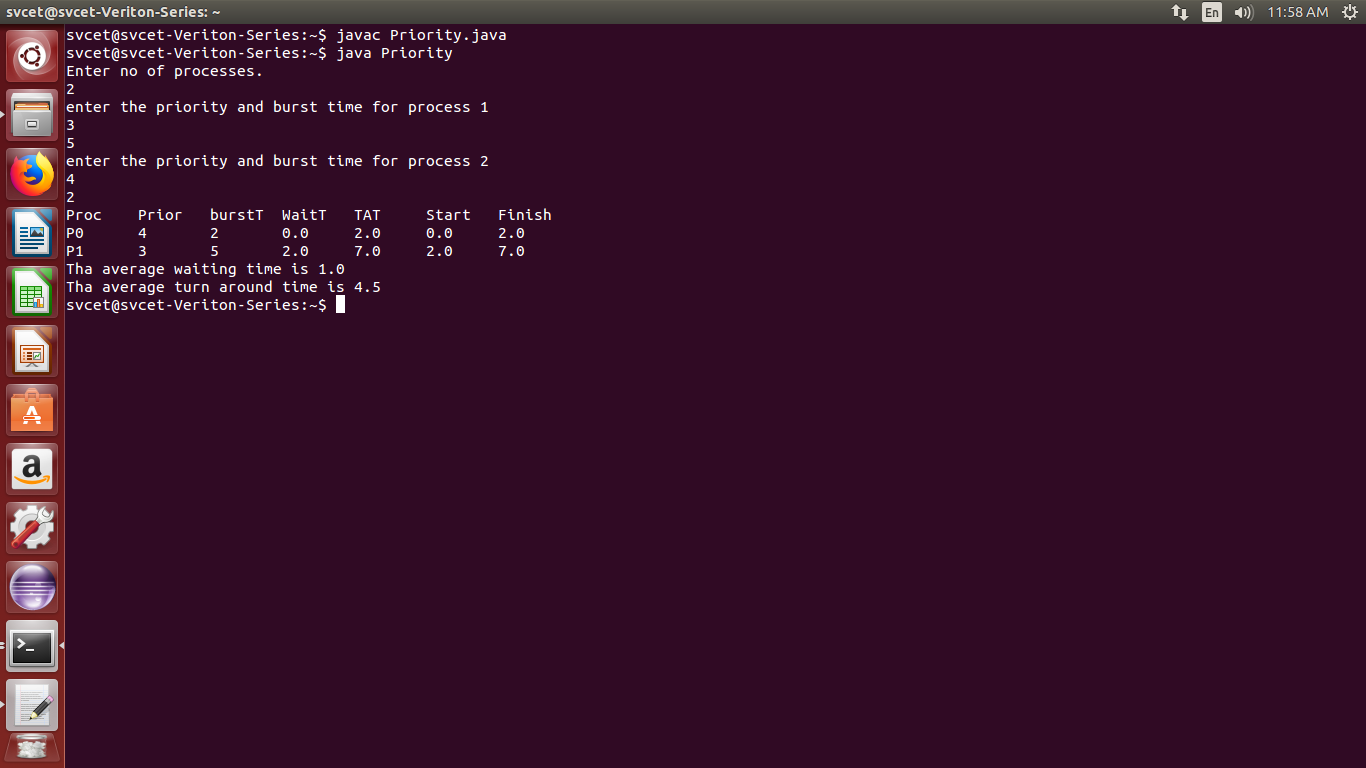 svcet@svcet-Veriton-Series: ~
En
11:58 AM
svcet@svcet-Veriton-Series:~$ javac Priority.java
svcet@svcet-Veriton-Series:~$ java Priority
Enter no of processes.
2
enter the priority and burst time for process 1
3
5
enter the priority and burst time for process 2
4
2
Proc Prior burstT WaitT TAT Start Finish
P0 4 2 0.0 2.0 0.0 2.0
P1 3 5 2.0 7.0 2.0 7.0
Tha average waiting time is 1.0
Tha average turn around time is 4.5
svcet@svcet-Veriton-Series:~$